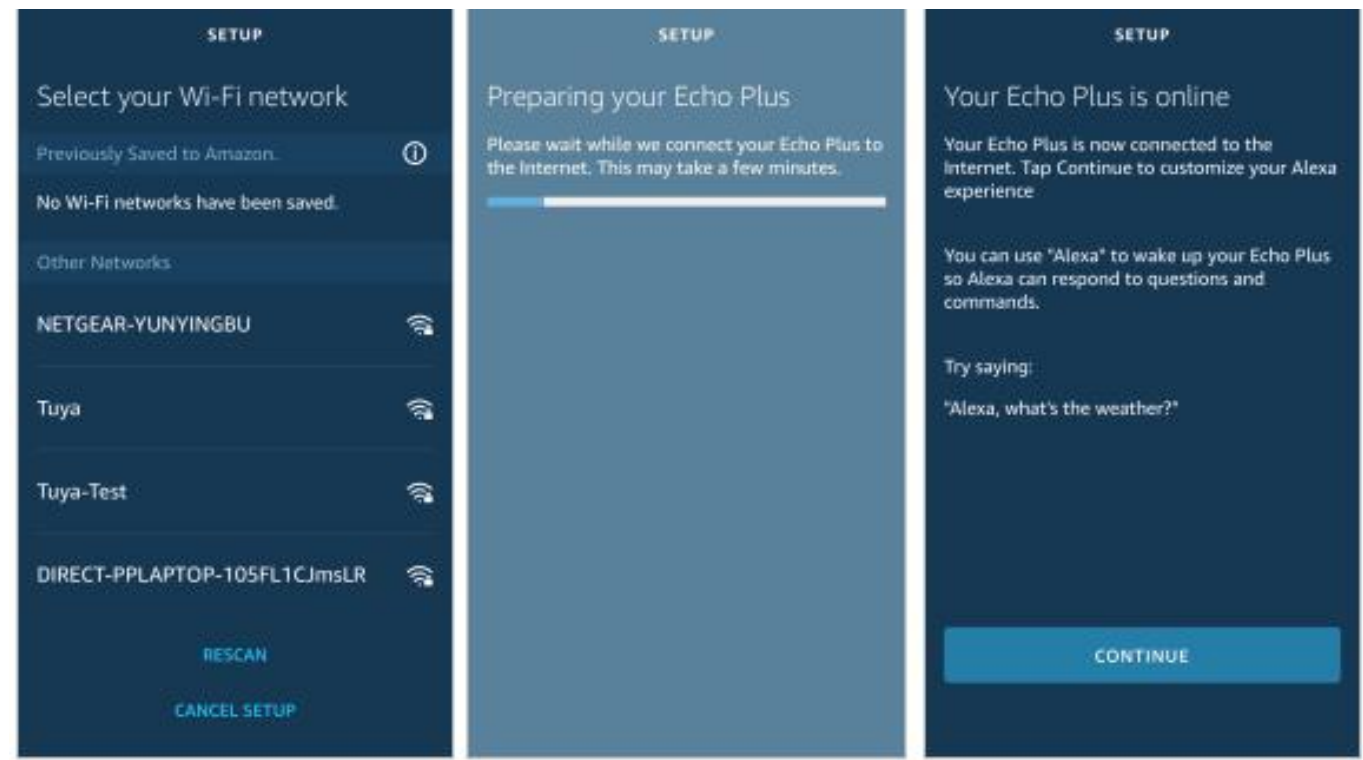 SETUP
Select your Wi-Fi network
Previously Saved to Amazon.
No Wi-Fi networks have been saved.
Other Networks
NETGEAR-YUNYINGBU
Tuya
Tuya-Test
DIRECT-PPLAPTOP-105FL1CJmsLR
RESCAN
CANCEL SETUP
SETUP
Preparing your Echo Plus
Please wait while we connect your Echo Plus to
the Internet. This may take a few minutes.
SETUP
Your Echo Plus is online
Your Echo Plus is now connected to the
Internet. Tap Continue to customize your Alexa
experience
You can use "Alexa" to wake up your Echo Plus
so Alexa can respond to questions and
commands.
Try saying:
"Alexa, what's the weather?"
CONTINUE